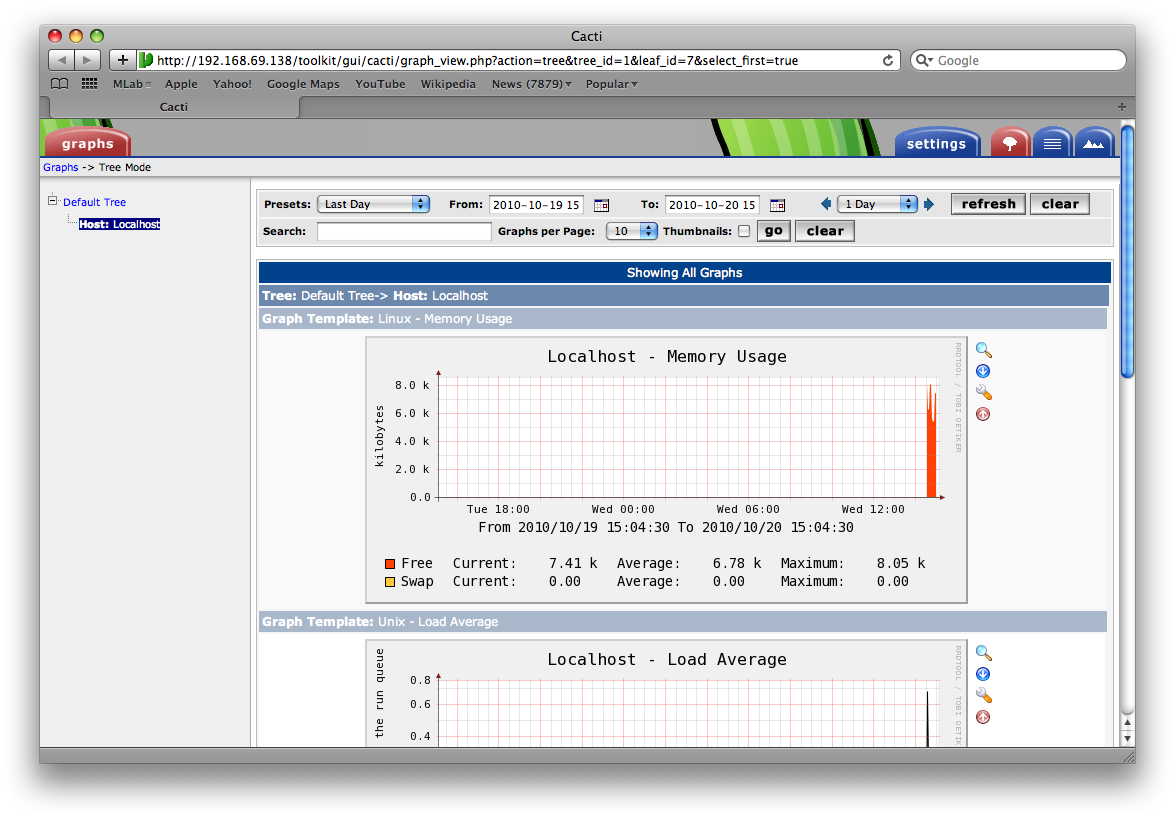 Cacti
http://192.168.69.138/toolkit/gui/cacti/graph_view.php?action=tree&tree_id=1&leaf_id=7&select_first=true
Google
MLab Apple Yahoo! Google Maps YouTube Wikipedia News (7879) Popular
Cacti
graphs
settings
Graphs -> Tree Mode
Default Tree
Host: Localhost
Presets: Last Day From: 2010-10-19 15 To: 2010-10-20 15 1 Day refresh clear
Search: Graphs per Page: 10 Thumbnails: go clear
Showing All Graphs
Tree: Default Tree-> Host: Localhost
Graph Template: Linux - Memory Usage
Localhost - Memory Usage
RRDTOOL / TOBI OETIKER
kilobytes
8.0 k
6.0 k
4.0 k
2.0 k
0.0
Tue 18:00 Wed 00:00 Wed 06:00 Wed 12:00
From 2010/10/19 15:04:30 To 2010/10/20 15:04:30
Free Current: 7.41 k Average: 6.78 k Maximum: 8.05 k
Swap Current: 0.00 Average: 0.00 Maximum: 0.00
Graph Template: Unix - Load Average
Localhost - Load Average
RRDTOOL / TOBI OETIK
the run queue
0.8
0.6
0.4